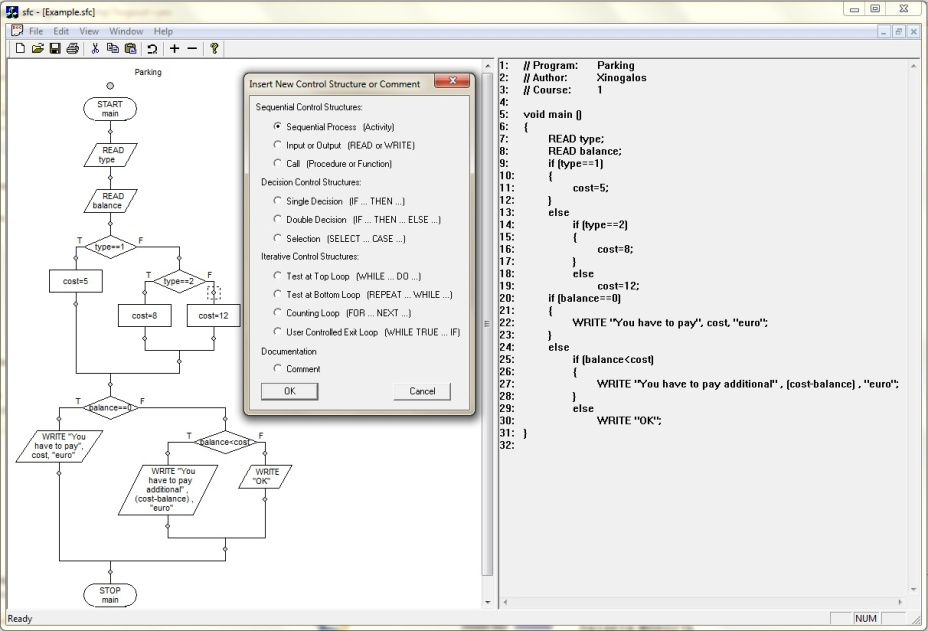 sfc - [Example.sfc]
File Edit View Window Help
Parking
START
main
READ
type
READ
balance
T type==1 F
cost=5
T type==2 F
cost=8
cost=12
T balance==0 F
WRITE "You
have to pay",
cost, "euro"
T balance<cost F
WRITE "You
have to pay
additional" ,
(cost-balance) ,
"euro"
WRITE
"OK"
STOP
main
Insert New Control Structure or Comment
Sequential Control Structures:
Sequential Process (Activity)
Input or Output (READ or WRITE)
Call (Procedure or Function)
Decision Control Structures:
Single Decision (IF ... THEN ...)
Double Decision (IF ... THEN ... ELSE ...)
Selection (SELECT ... CASE ...)
Iterative Control Structures:
Test at Top Loop (WHILE ... DO ...)
Test at Bottom Loop (REPEAT ... WHILE ...)
Counting Loop (FOR ... NEXT ...)
User Controlled Exit Loop (WHILE TRUE ... IF)
Documentation
Comment
OK Cancel
1: // Program: Parking
2: // Author: Xinogalos
3: // Course: 1
4:
5: void main ()
6: {
7: READ type;
8: READ balance;
9: if (type==1)
10: {
11: cost=5;
12: }
13: else
14: if (type==2)
15: {
16: cost=8;
17: }
18: else
19: cost=12;
20: if (balance==0)
21: {
22: WRITE "You have to pay", cost, "euro";
23: }
24: else
25: if (balance<cost)
26: {
27: WRITE "You have to pay additional" , (cost-balance) , "euro";
28: }
29: else
30: WRITE "OK";
31: }
32:
Ready NUM